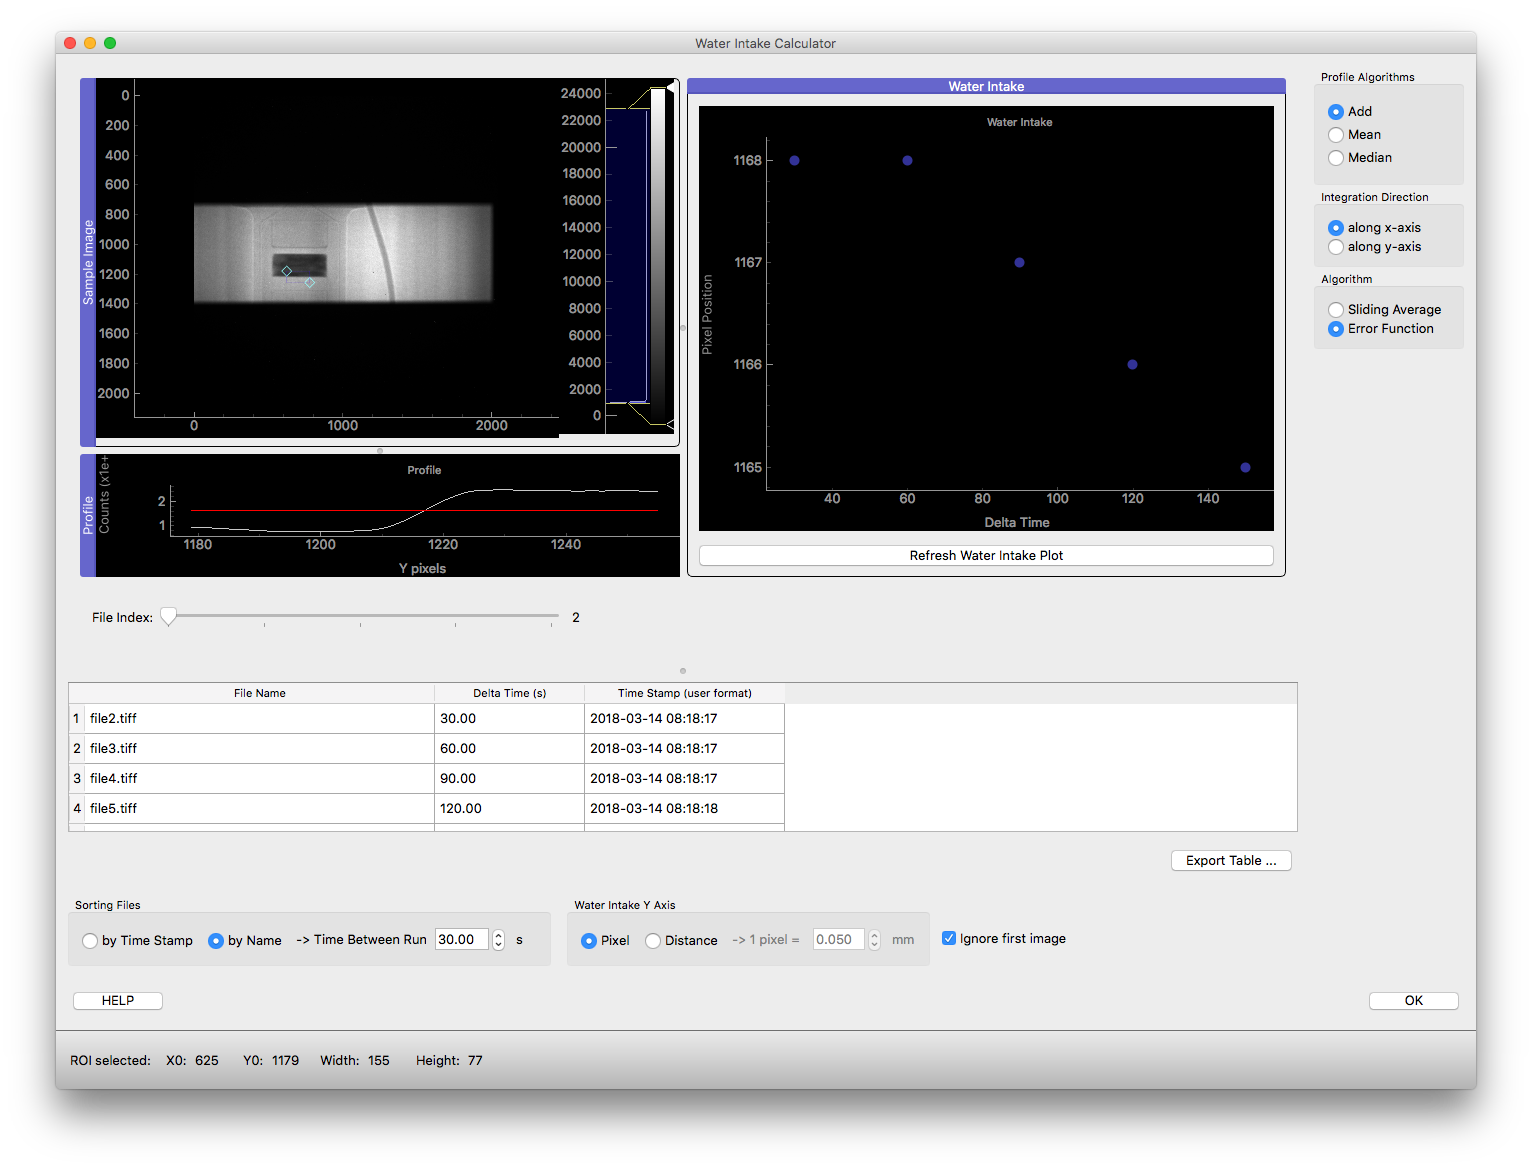 Water Intake Calculator
Sample Image
0
200
400
600
800
1000
1200
1400
1600
1800
2000
0 1000 2000
24000
22000
20000
18000
16000
14000
12000
10000
8000
6000
4000
2000
0
Profile
Profile
Counts (x1e+
2
1
1180 1200 1220 1240
Y pixels
Water Intake
Water Intake
Pixel Position
1168
1167
1166
1165
40 60 80 100 120 140
Delta Time
Refresh Water Intake Plot
Profile Algorithms
Add
Mean
Median
Integration Direction
along x-axis
along y-axis
Algorithm
Sliding Average
Error Function
File Index: 2
File Name Delta Time (s) Time Stamp (user format)
1 file2.tiff 30.00 2018-03-14 08:18:17
2 file3.tiff 60.00 2018-03-14 08:18:17
3 file4.tiff 90.00 2018-03-14 08:18:17
4 file5.tiff 120.00 2018-03-14 08:18:18
Export Table ...
Sorting Files
by Time Stamp by Name -> Time Between Run 30.00 s
Water Intake Y Axis
Pixel Distance -> 1 pixel = 0.050 mm
Ignore first image
HELP
OK
ROI selected: X0: 625 Y0: 1179 Width: 155 Height: 77